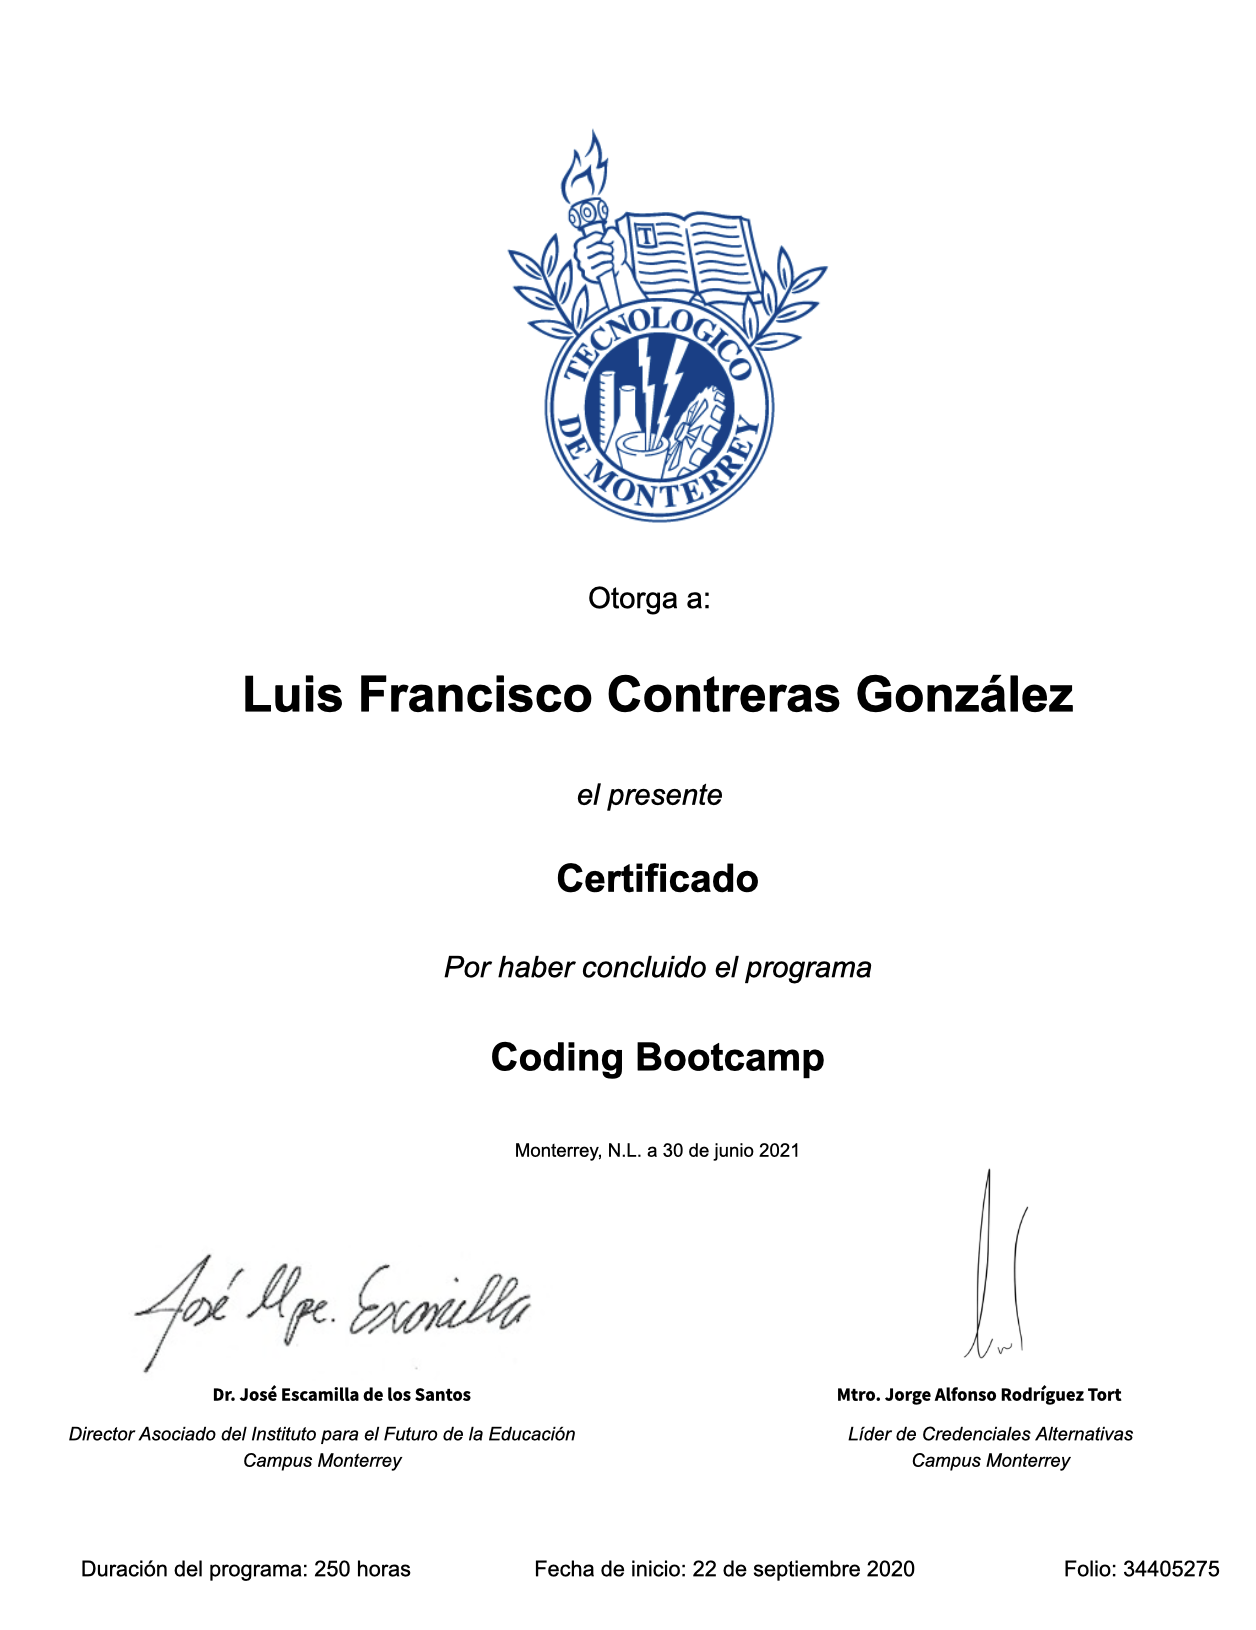 T
TECNOLOGICO
DE MONTERREY
Otorga a:
Luis Francisco Contreras González
el presente
Certificado
Por haber concluido el programa
Coding Bootcamp
Monterrey, N.L. a 30 de junio 2021
José Escamilla
Dr. José Escamilla de los Santos
Mtro. Jorge Alfonso Rodríguez Tort
Director Asociado del Instituto para el Futuro de la Educación
Líder de Credenciales Alternativas
Campus Monterrey
Campus Monterrey
Duración del programa: 250 horas
Fecha de inicio: 22 de septiembre 2020
Folio: 34405275